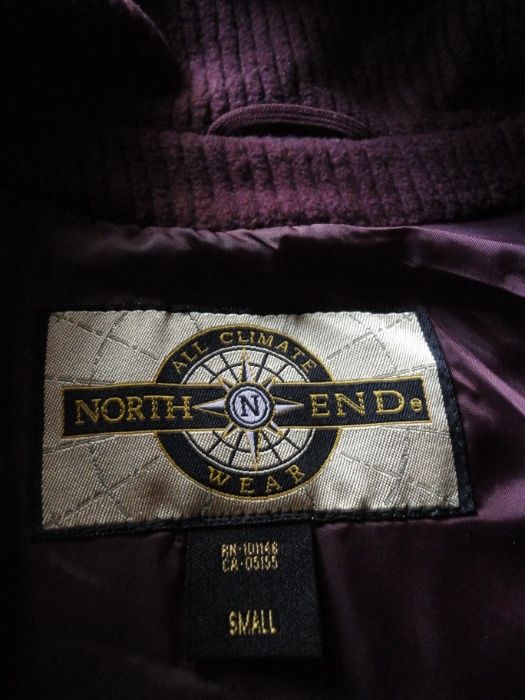 ALL CLIMATE
NORTH N END®
WEAR
RN-101148
CA-05155
SMALL